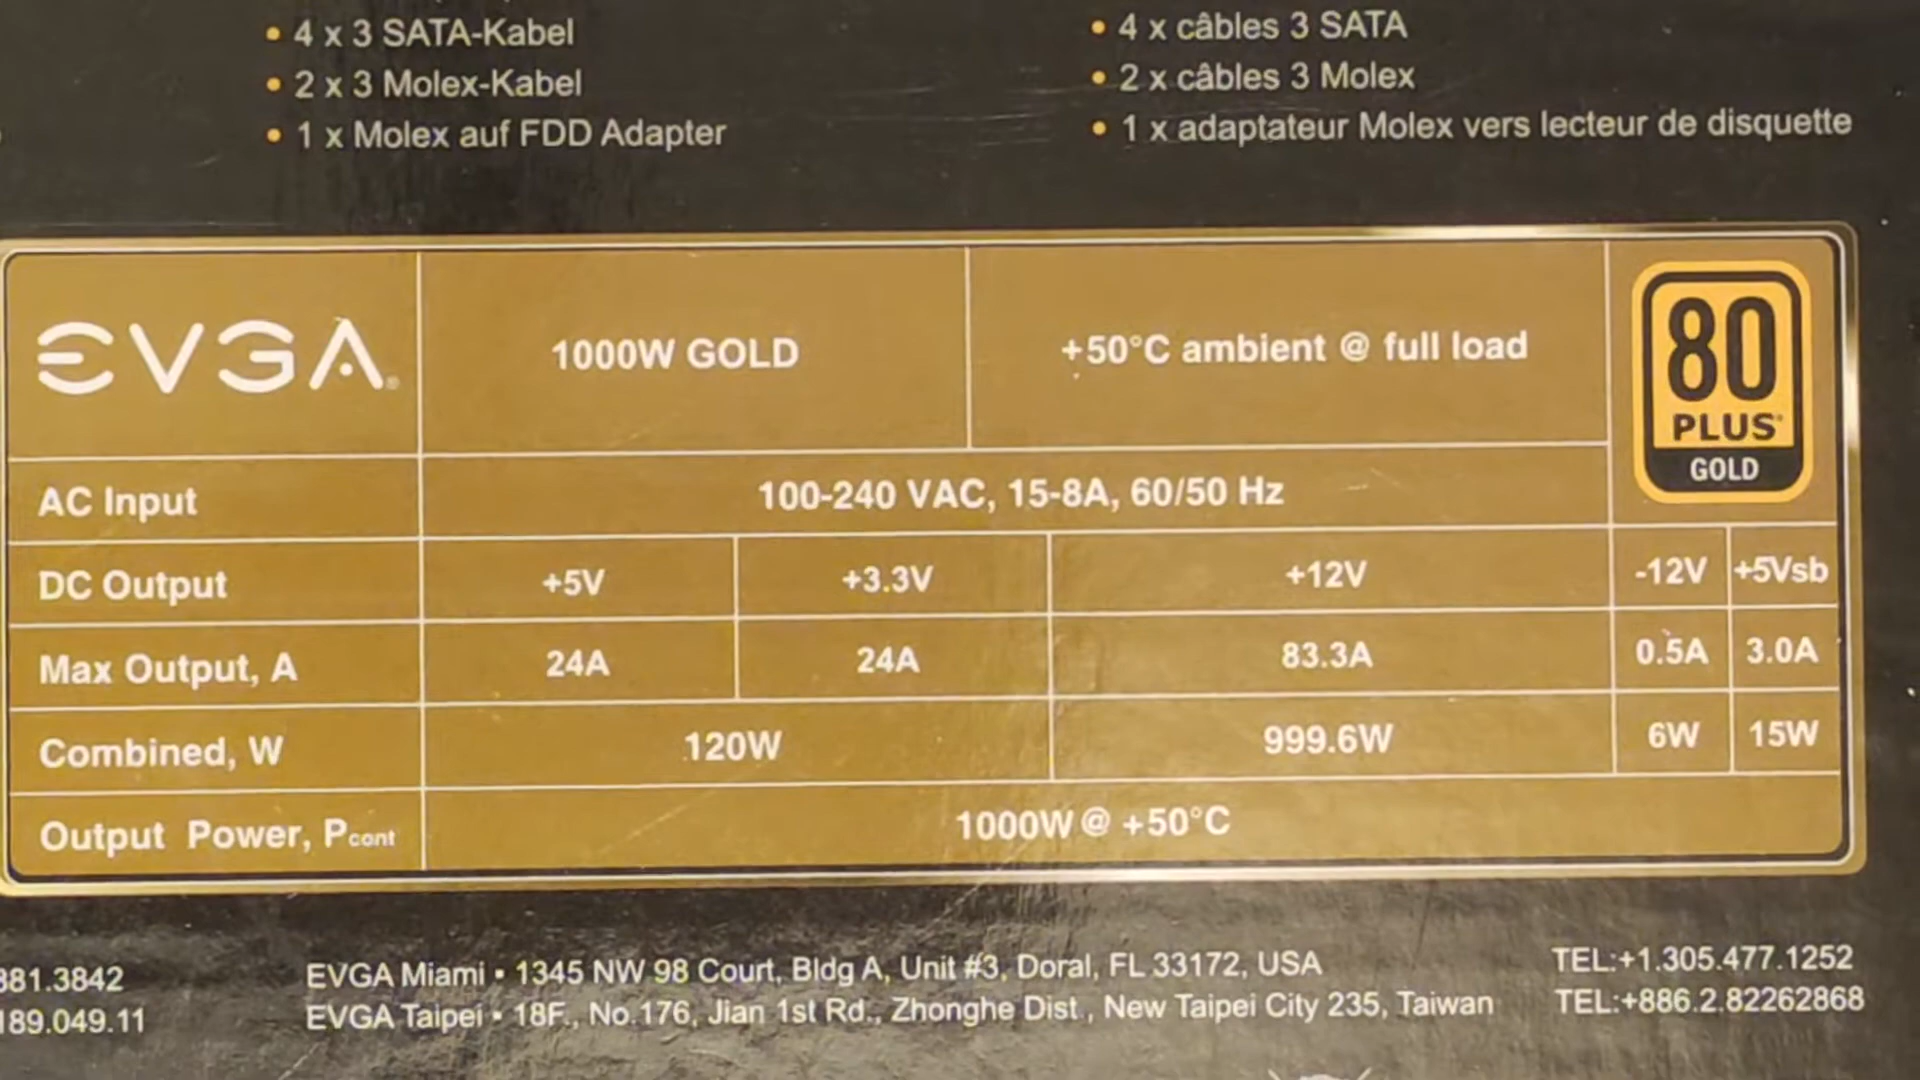 • 4 x 3 SATA-Kabel
• 2 x 3 Molex-Kabel
• 1 x Molex auf FDD Adapter
• 4 x câbles 3 SATA
• 2 x câbles 3 Molex
• 1 x adaptateur Molex vers lecteur de disquette
EVGA® 1000W GOLD +50°C ambient @ full load
80 PLUS® GOLD
AC Input 100-240 VAC, 15-8A, 60/50 Hz
DC Output +5V +3.3V +12V -12V +5Vsb
Max Output, A 24A 24A 83.3A 0.5A 3.0A
Combined, W 120W 999.6W 6W 15W
Output Power, Pcont 1000W @ +50°C
881.3842 EVGA Miami ▪ 1345 NW 98 Court, Bldg A, Unit #3, Doral, FL 33172, USA TEL:+1.305.477.1252
189.049.11 EVGA Taipei ▪ 18F., No.176, Jian 1st Rd., Zhonghe Dist., New Taipei City 235, Taiwan TEL:+886.2.82262868